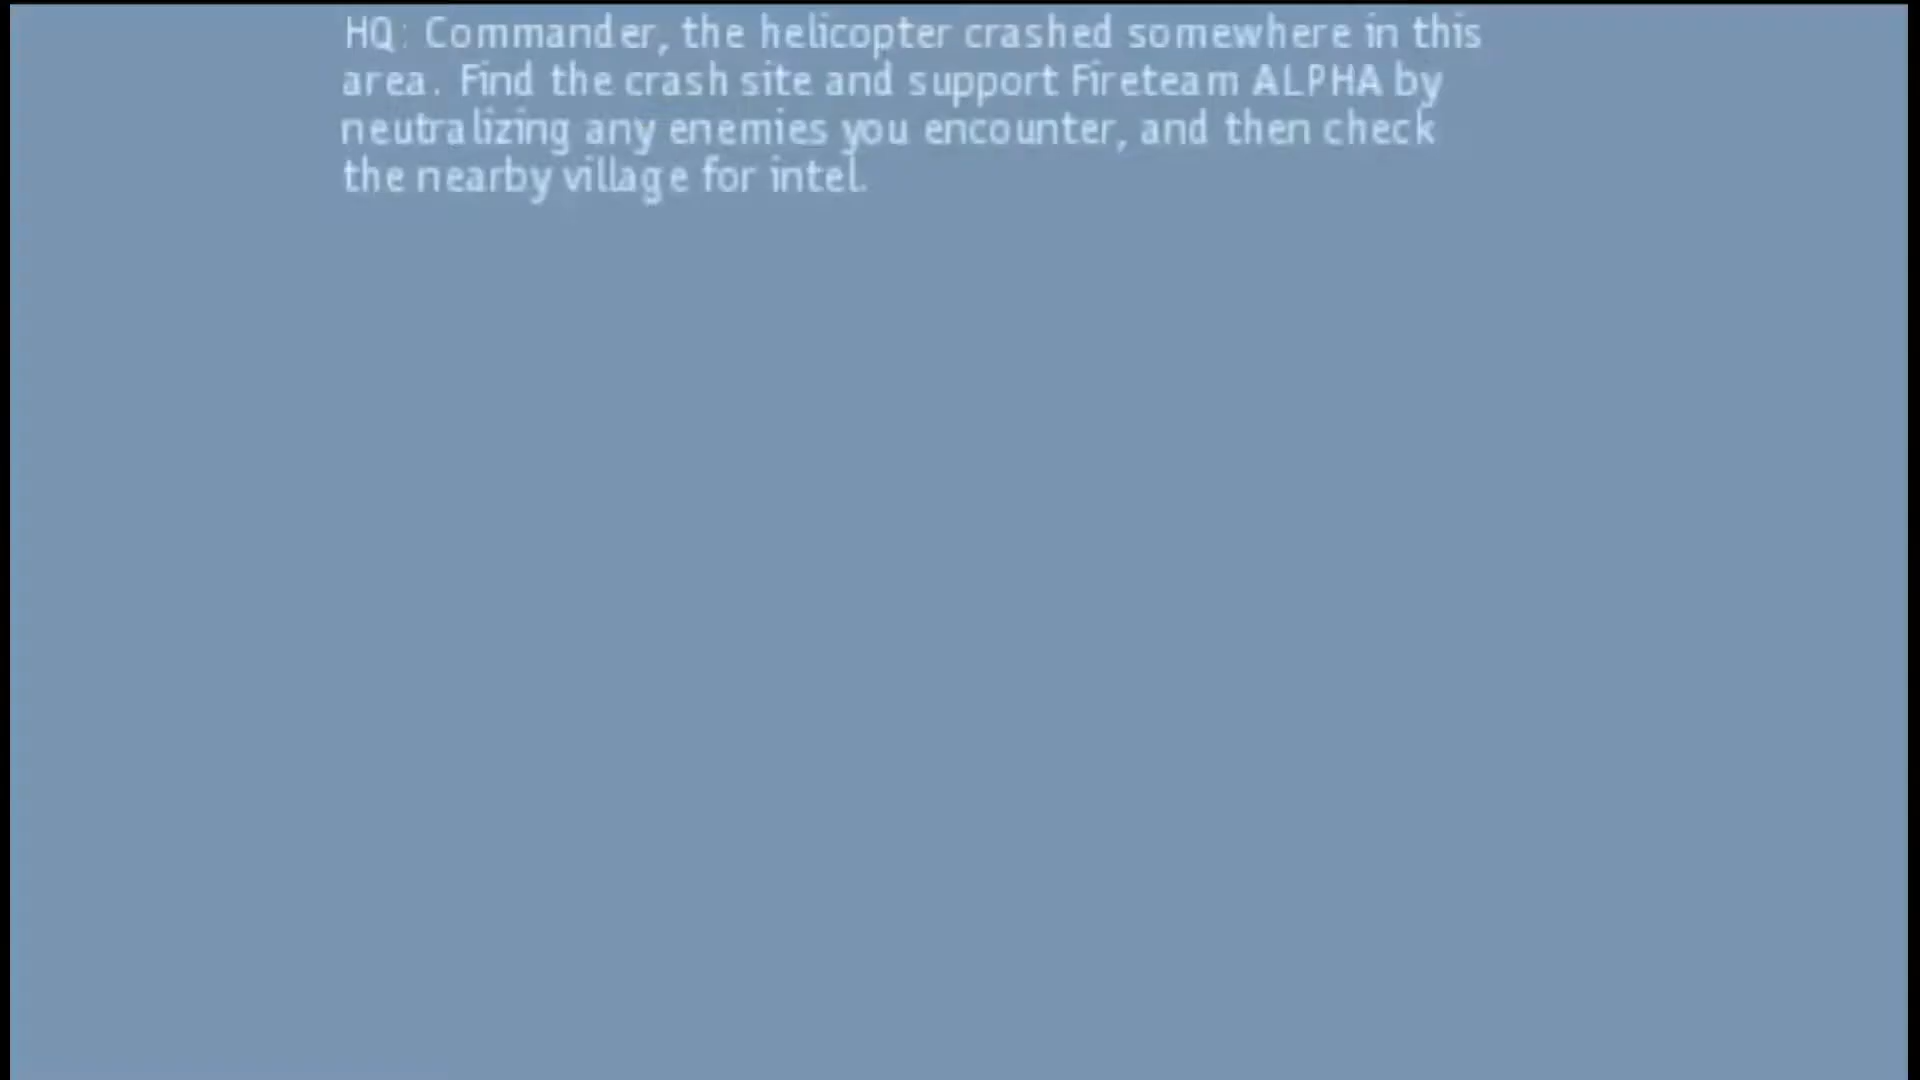 HQ: Commander, the helicopter crashed somewhere in this
area. Find the crash site and support Fireteam ALPHA by
neutralizing any enemies you encounter, and then check
the nearby village for intel.